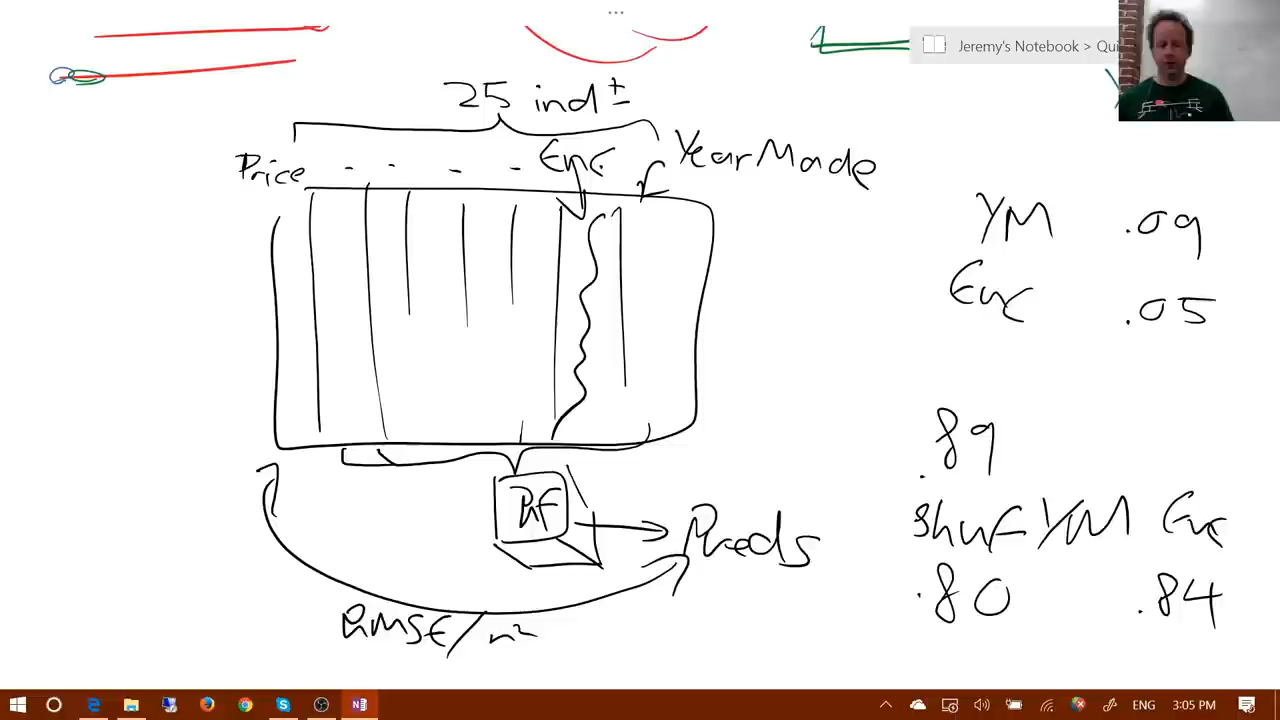 Jeremy's Notebook > Qui
25 ind ±
Price - - - - Enc YearMade
YM .09
Enc .05
.89
RF
Shuf YM Enc
Preds
.80 .84
RMSE/r²
ENG 3:05 PM